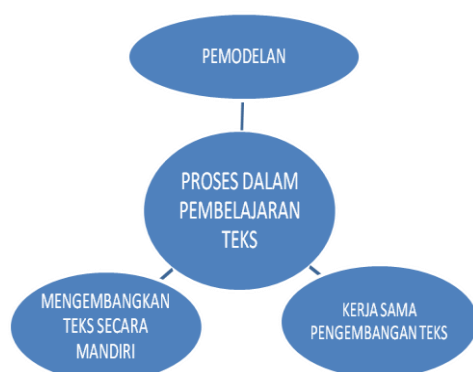 PEMODELAN
PROSES DALAM
PEMBELAJARAN
TEKS
MENGEMBANGKAN
TEKS SECARA
MANDIRI
KERJA SAMA
PENGEMBANGAN TEKS